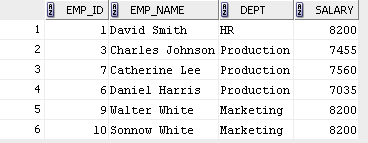 EMP_ID EMP_NAME DEPT SALARY
1 1 David Smith HR 8200
2 3 Charles Johnson Production 7455
3 7 Catherine Lee Production 7560
4 6 Daniel Harris Production 7035
5 9 Walter White Marketing 8200
6 10 Sonnow White Marketing 8200